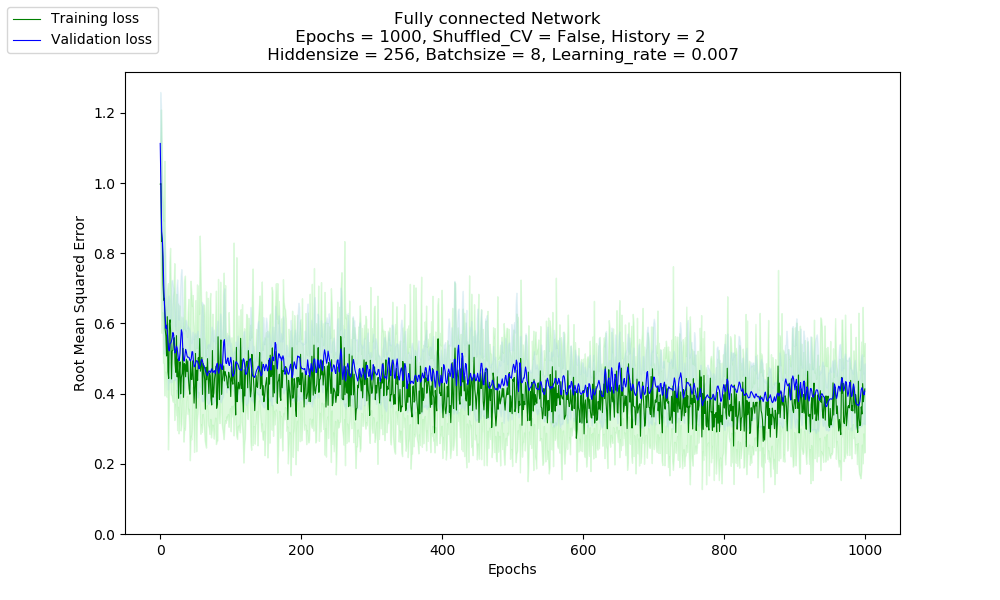 Training loss
Validation loss
Fully connected Network
Epochs = 1000, Shuffled_CV = False, History = 2
Hiddensize = 256, Batchsize = 8, Learning_rate = 0.007
Root Mean Squared Error
1.2
1.0
0.8
0.6
0.4
0.2
0.0
0
200
400
600
800
1000
Epochs